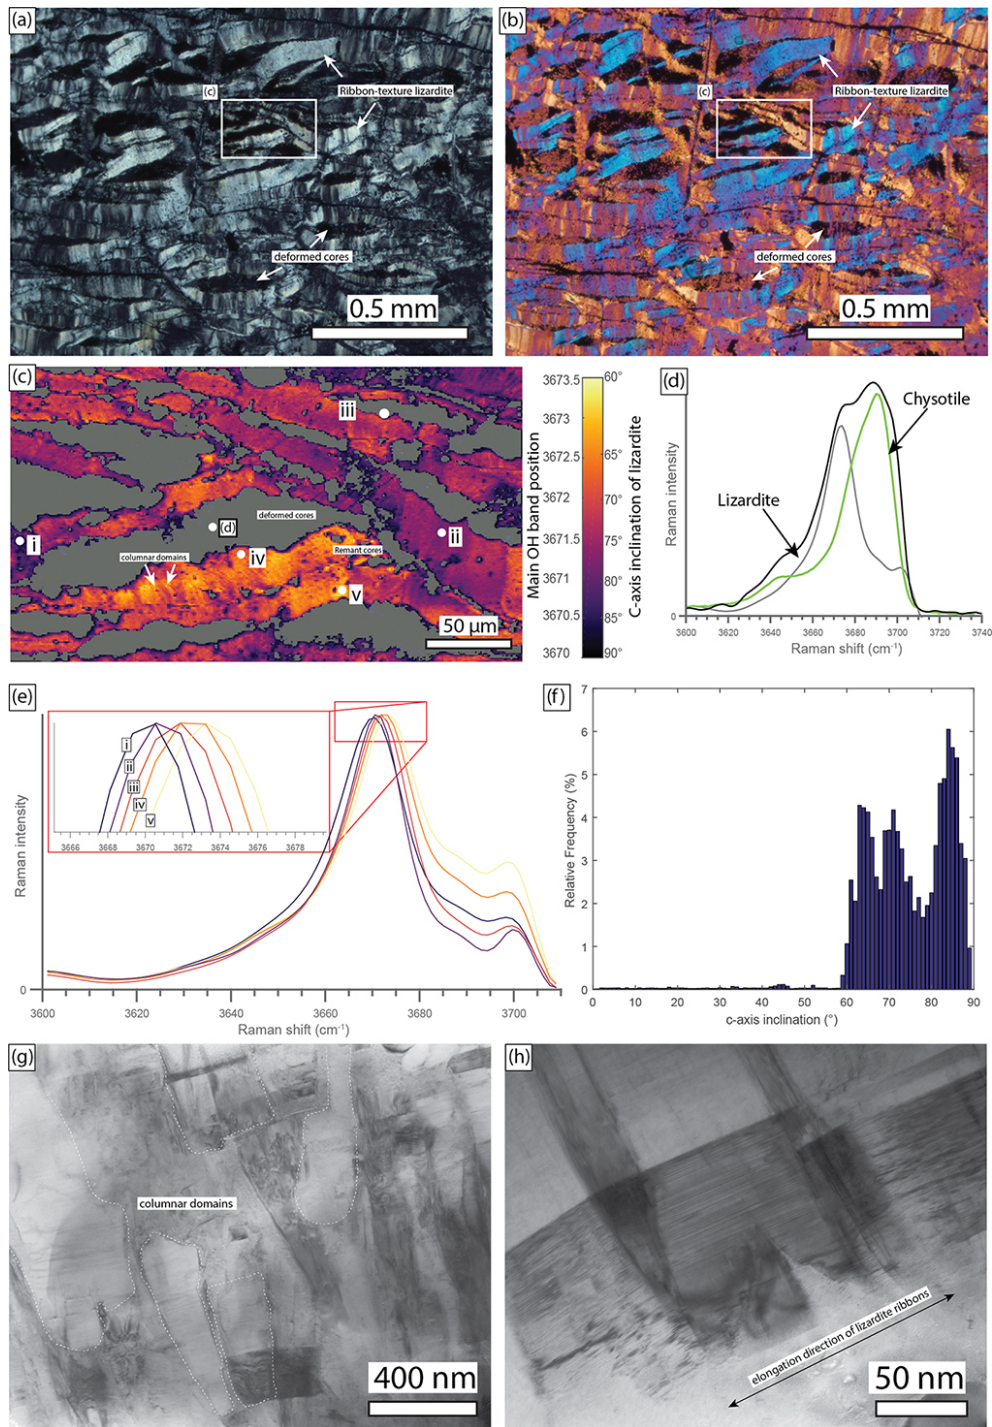 (a)
Ribbon-texture lizardite
(c)
deformed cores
0.5 mm
(b)
Ribbon-texture lizardite
(c)
deformed cores
0.5 mm
(c)
iii
deformed cores
(d)
i
ii
columnar domains
iv
Remant cores
v
50 µm
3673.5
3673
3672.5
3672
3671.5
3671
3670.5
3670
Main OH band position
60°
65°
70°
75°
80°
85°
90°
C-axis inclination of lizardite
(d)
Chysotile
Lizardite
Raman intensity
0
3600 3620 3640 3660 3680 3700 3720 3740
Raman shift (cm⁻¹)
(e)
i
ii
iii
iv
v
3666 3668 3670 3672 3674 3676 3678
Raman intensity
0
3600 3620 3640 3660 3680 3700
Raman shift (cm⁻¹)
(f)
7
6
5
4
3
2
1
0
Relative Frequency (%)
0 10 20 30 40 50 60 70 80 90
c-axis inclination (°)
(g)
columnar domains
400 nm
(h)
elongation direction of lizardite ribbons
50 nm